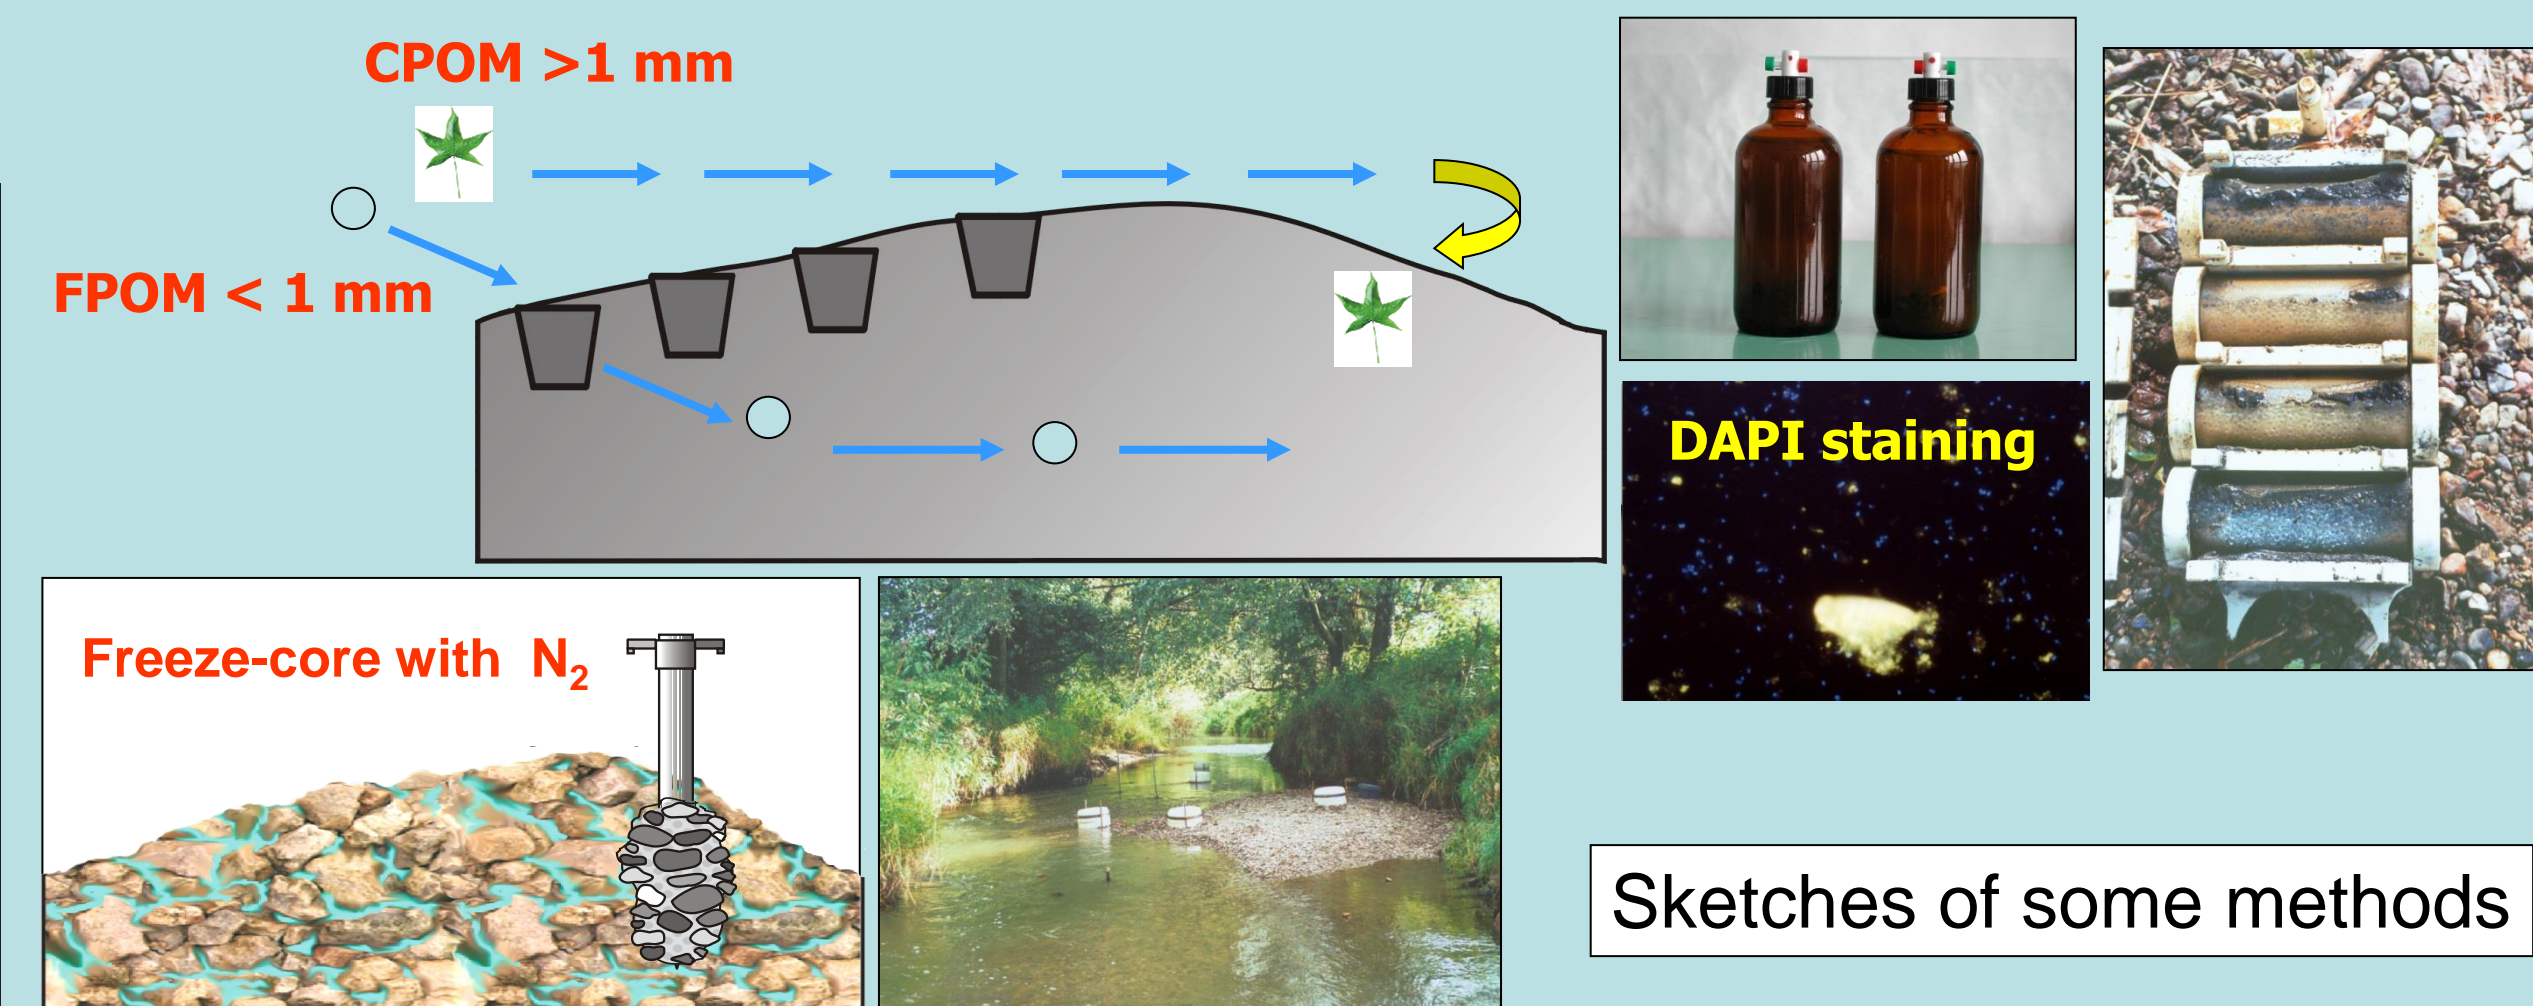 CPOM >1 mm
FPOM < 1 mm
DAPI staining
Freeze-core with N₂
Sketches of some methods